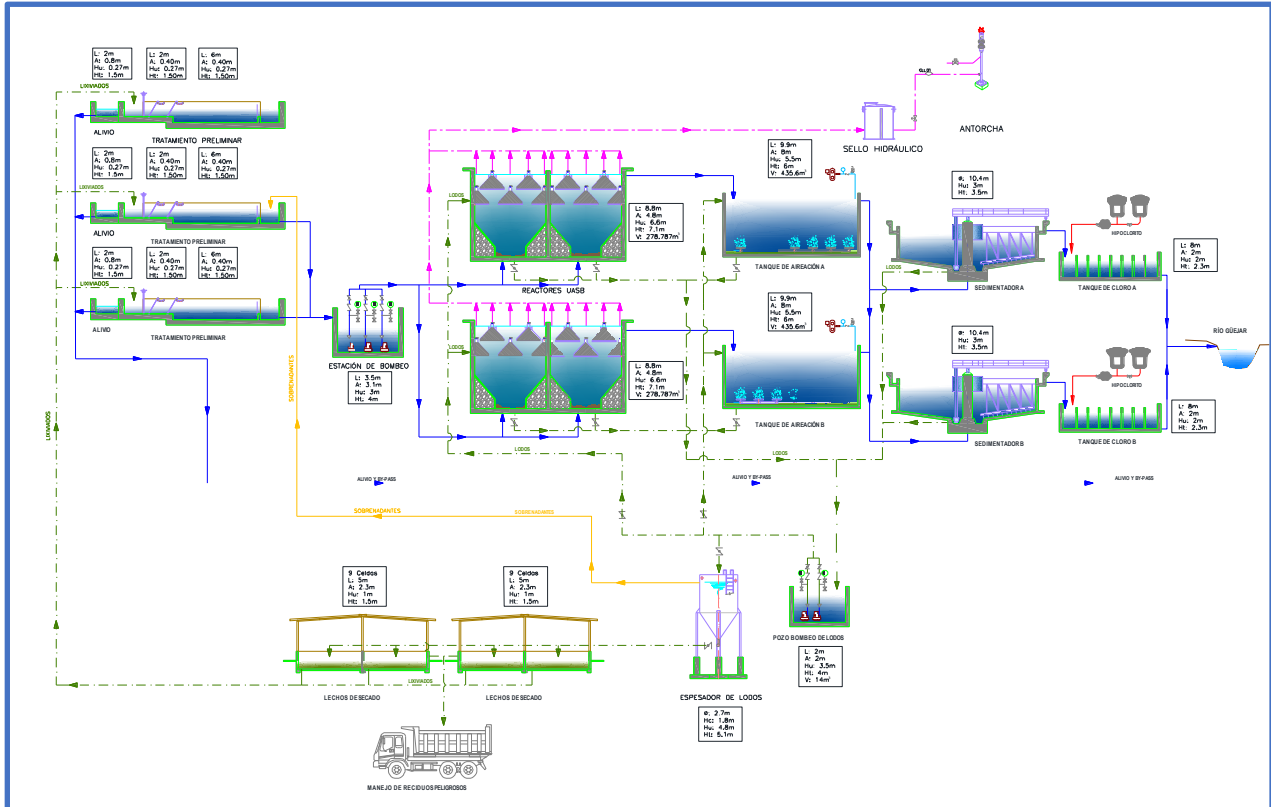 L: 2m
A: 0.8m
Hu: 0.27m
Ht: 1.5m
L: 2m
A: 0.40m
Hu: 0.27m
Ht: 1.50m
L: 6m
A: 0.40m
Hu: 0.27m
Ht: 1.50m
LIXIVIADOS
ALIVIO
TRATAMIENTO PRELIMINAR
L: 2m
A: 0.8m
Hu: 0.27m
Ht: 1.5m
L: 2m
A: 0.40m
Hu: 0.27m
Ht: 1.50m
L: 6m
A: 0.40m
Hu: 0.27m
Ht: 1.50m
LIXIVIADOS
ALIVIO
TRATAMIENTO PRELIMINAR
L: 2m
A: 0.8m
Hu: 0.27m
Ht: 1.5m
L: 2m
A: 0.40m
Hu: 0.27m
Ht: 1.50m
L: 6m
A: 0.40m
Hu: 0.27m
Ht: 1.50m
LIXIVIADOS
ALIVIO
TRATAMIENTO PRELIMINAR
ESTACIÓN DE BOMBEO
L: 3.5m
A: 3.1m
Hu: 3m
Ht: 4m
SOBRENADANTES
LIXIVIADOS
LODOS
L: 8.8m
A: 4.8m
Hu: 6.6m
Ht: 7.1m
V: 278.787m³
REACTORES UASB
LODOS
L: 8.8m
A: 4.8m
Hu: 6.6m
Ht: 7.1m
V: 278.787m³
LODOS
SELLO HIDRÁULICO
ANTORCHA
L: 9.9m
A: 8m
Hu: 5.5m
Ht: 6m
V: 435.6m³
LODOS
TANQUE DE AIREACIÓN A
L: 9.9m
A: 8m
Hu: 5.5m
Ht: 6m
V: 435.6m³
TANQUE DE AIREACIÓN B
LODOS
ø: 10.4m
Hu: 3m
Ht: 3.5m
LODOS
SEDIMENTADOR A
ø: 10.4m
Hu: 3m
Ht: 3.5m
SEDIMENTADOR B
HIPOCLORITO
L: 8m
A: 2m
Hu: 2m
Ht: 2.3m
TANQUE DE CLORO A
HIPOCLORITO
L: 8m
A: 2m
Hu: 2m
Ht: 2.3m
TANQUE DE CLORO B
RÍO GÜEJAR
ALIVIO Y BY-PASS
ALIVIO Y BY-PASS
ALIVIO Y BY-PASS
SOBRENADANTES
SOBRENADANTES
9 Celdas
L: 5m
A: 2.3m
Hu: 1m
Ht: 1.5m
9 Celdas
L: 5m
A: 2.3m
Hu: 1m
Ht: 1.5m
LIXIVIADOS
LECHOS DE SECADO
LECHOS DE SECADO
ESPESADOR DE LODOS
ø: 2.7m
Hc: 1.8m
Hu: 4.8m
Ht: 5.1m
POZO BOMBEO DE LODOS
L: 2m
A: 2m
Hu: 3.5m
Ht: 4m
V: 14m³
MANEJO DE RECIDUOS PELIGROSOS